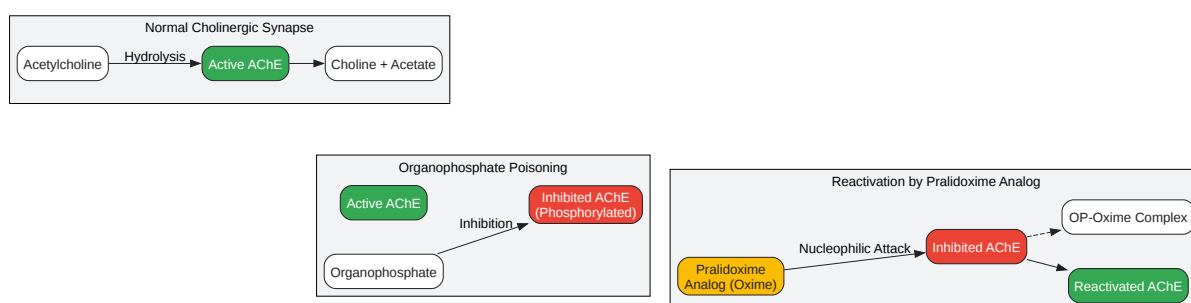 Normal Cholinergic Synapse
Acetylcholine
Hydrolysis
Active AChE
Choline + Acetate
Organophosphate Poisoning
Active AChE
Inhibited AChE
(Phosphorylated)
Inhibition
Organophosphate
Reactivation by Pralidoxime Analog
OP-Oxime Complex
Nucleophilic Attack
Inhibited AChE
Pralidoxime
Analog (Oxime)
Reactivated AChE